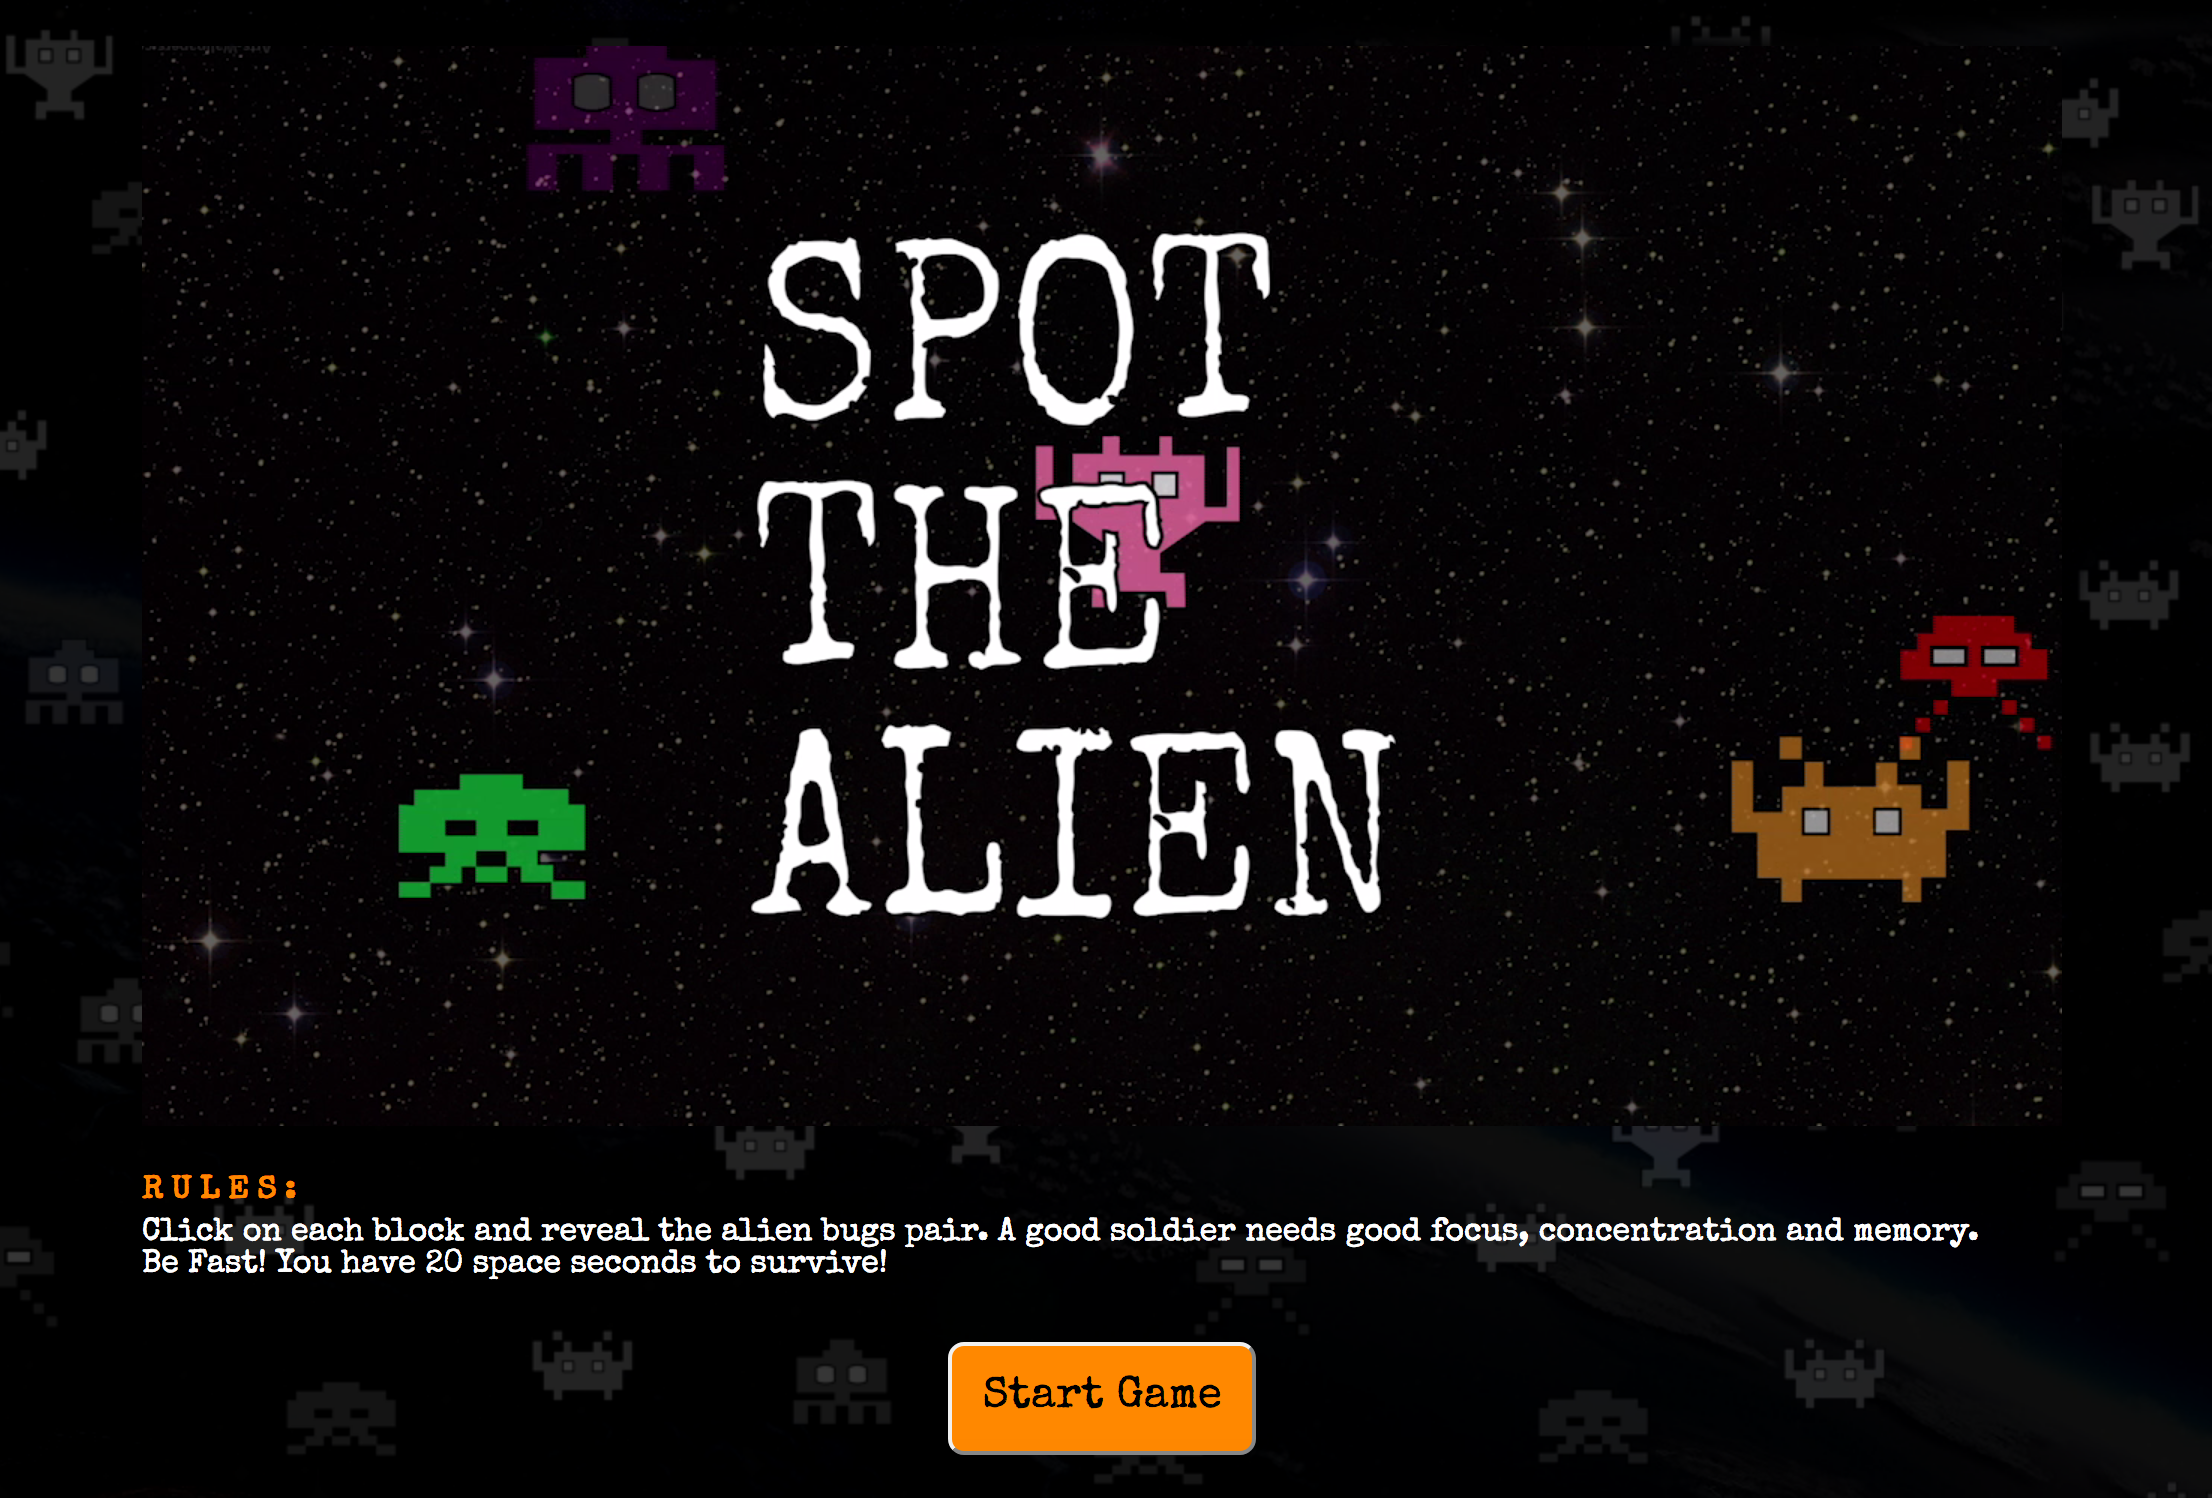 SPOT
THE
ALIEN
RULES:
Click on each block and reveal the alien bugs pair. A good soldier needs good focus, concentration and memory.
Be Fast! You have 20 space seconds to survive!
Start Game